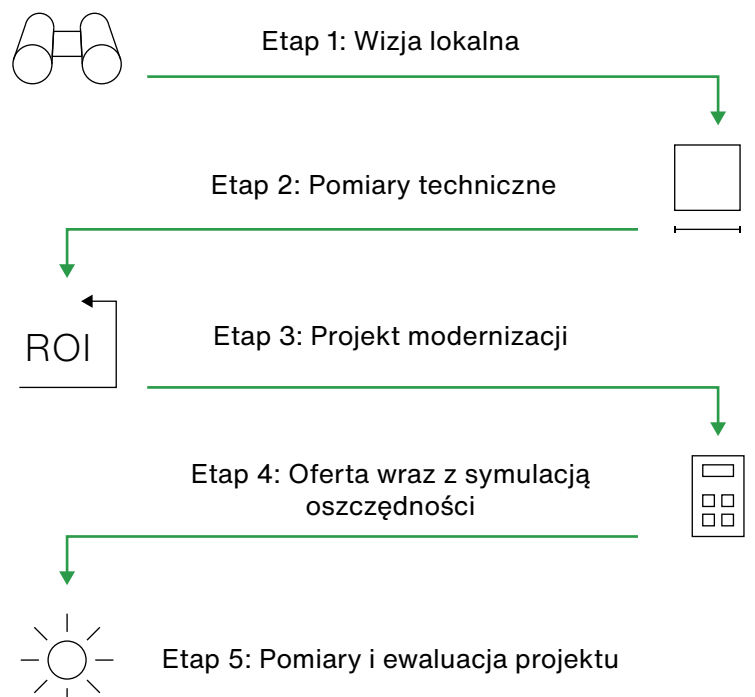 Etap 1: Wizja lokalna
Etap 2: Pomiary techniczne
ROI
Etap 3: Projekt modernizacji
Etap 4: Oferta wraz z symulacją
oszczędności
Etap 5: Pomiary i ewaluacja projektu